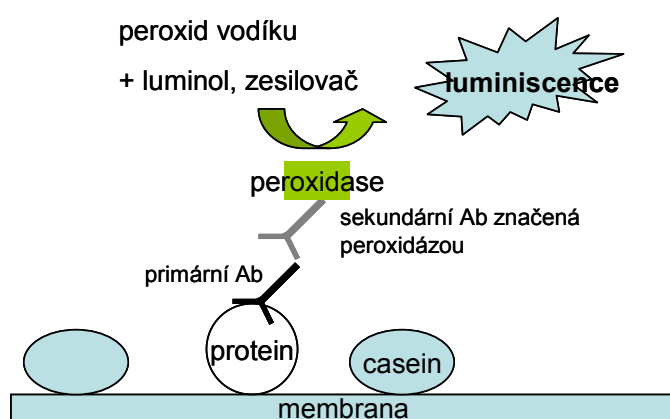 peroxid vodíku
+ luminol, zesilovač
luminiscence
peroxidase
sekundární Ab značená
peroxidázou
primární Ab
protein
casein
membrana